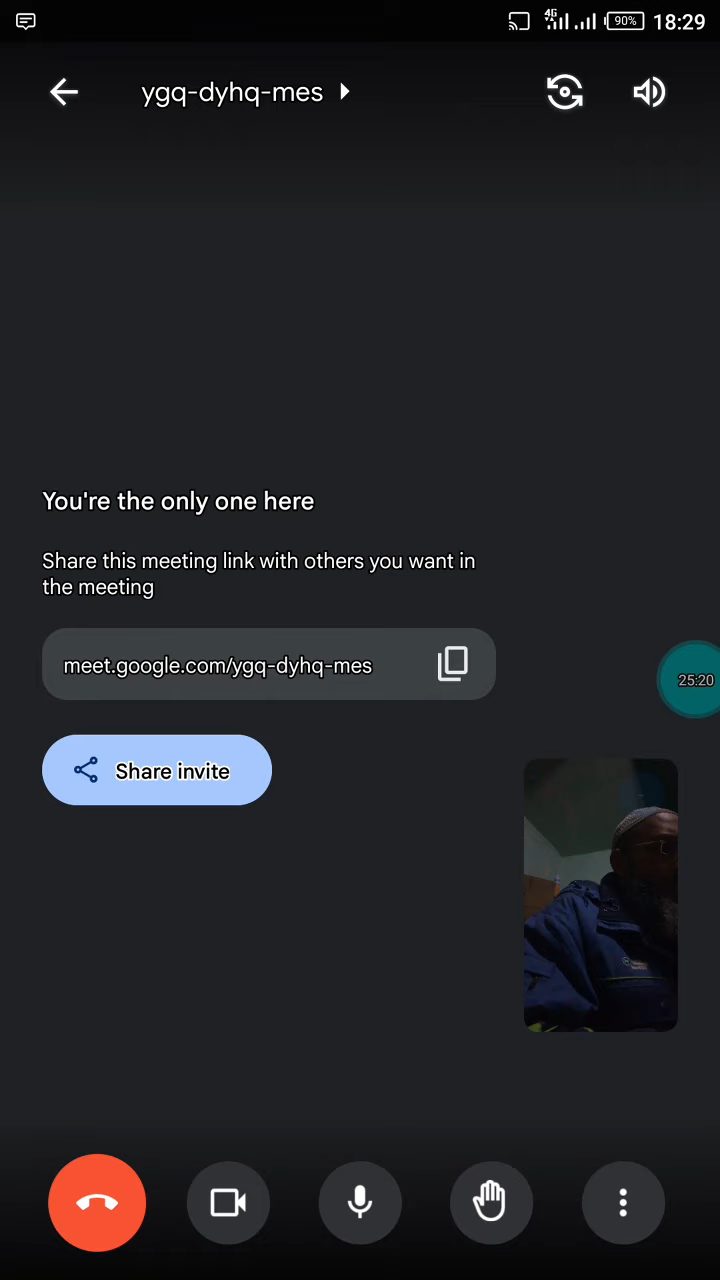 4G 90% 18:29
ygq-dyhq-mes
You're the only one here
Share this meeting link with others you want in
the meeting
meet.google.com/ygq-dyhq-mes
25:20
Share invite